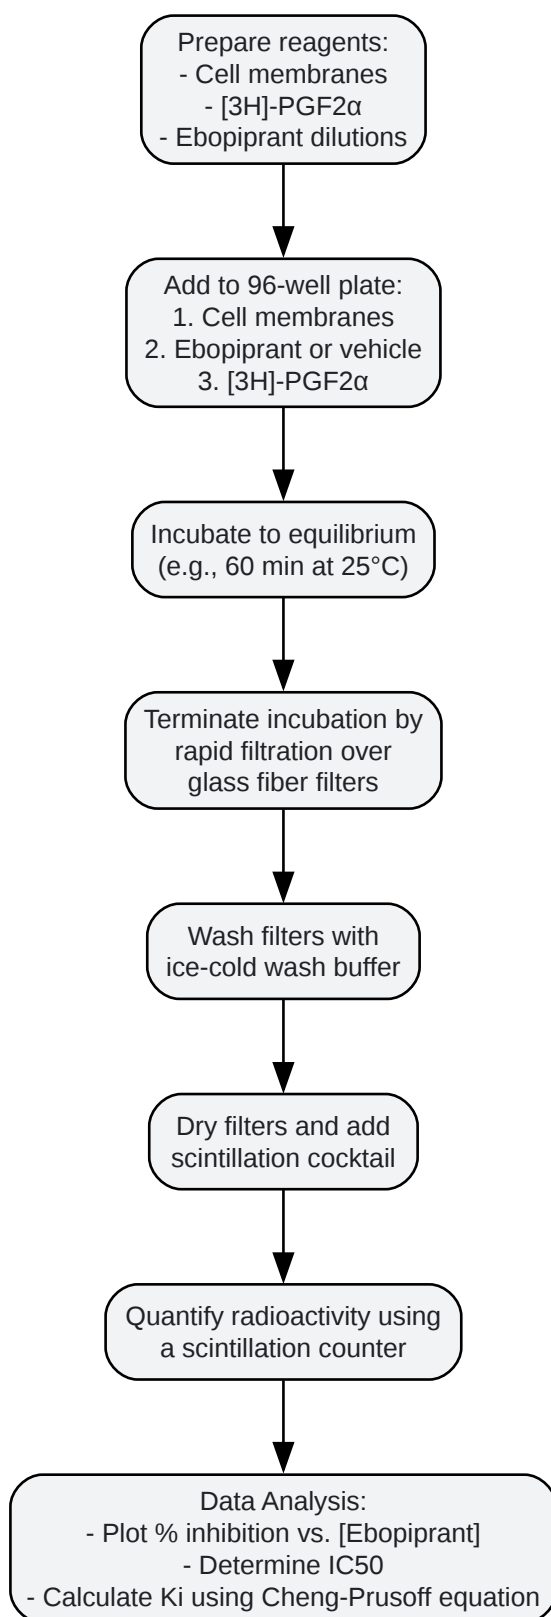 Prepare reagents:
- Cell membranes
- [3H]-PGF2α
- Ebopiprant dilutions
Add to 96-well plate:
1. Cell membranes
2. Ebopiprant or vehicle
3. [3H]-PGF2α
Incubate to equilibrium
(e.g., 60 min at 25°C)
Terminate incubation by
rapid filtration over
glass fiber filters
Wash filters with
ice-cold wash buffer
Dry filters and add
scintillation cocktail
Quantify radioactivity using
a scintillation counter
Data Analysis:
- Plot % inhibition vs. [Ebopiprant]
- Determine IC50
- Calculate Ki using Cheng-Prusoff equation